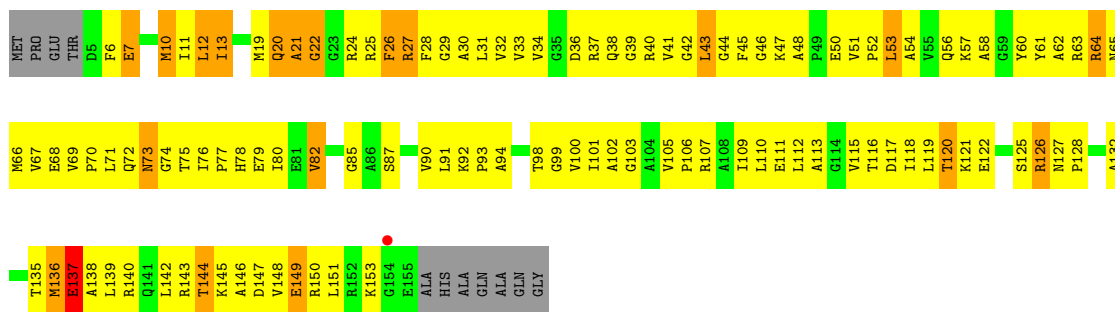 MET PRO GLU THR D5 F6 E7 M10 I11 L12 I13 M19 Q20 A21 G22 G23 R24 R25 F26 R27 F28 G29 A30 L31 V32 V33 V34 G35 D36 R37 Q38 G39 R40 V41 G42 L43 G44 F45 G46 K47 A48 P49 E50 V51 P52 L53 A54 V55 Q56 K57 A58 G59 Y60 Y61 A62 R63 R64 N65
M66 V67 E68 V69 P70 L71 Q72 N73 G74 T75 I76 P77 H78 E79 I80 E81 V82 G85 A86 S87 V90 L91 K92 P93 A94 T98 G99 V100 I101 A102 G103 A104 V105 P106 R107 A108 I109 L110 E111 L112 A113 G114 V115 T116 D117 I118 L119 T120 K121 E122 S125 R126 N127 P128 A132
T135 M136 E137 A138 L139 R140 Q141 L142 R143 T144 K145 A146 D147 V148 E149 R150 L151 R152 K153 G154 E155 ALA HIS ALA GLN ALA GLN GLY